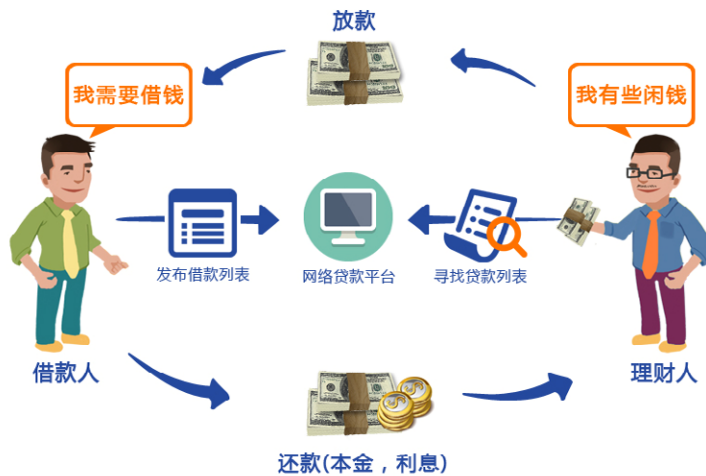 放款
我需要借钱
我有些闲钱
发布借款列表
网络贷款平台
寻找贷款列表
借款人
理财人
还款(本金，利息)